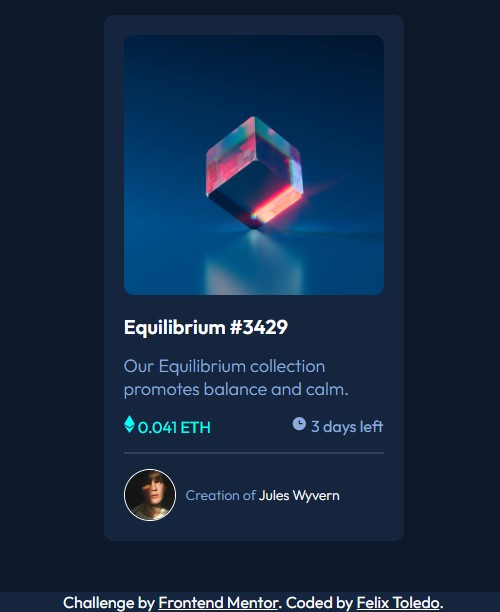 Equilibrium #3429
Our Equilibrium collection
promotes balance and calm.
0.041 ETH 3 days left
Creation of Jules Wyvern
Challenge by Frontend Mentor. Coded by Felix Toledo.